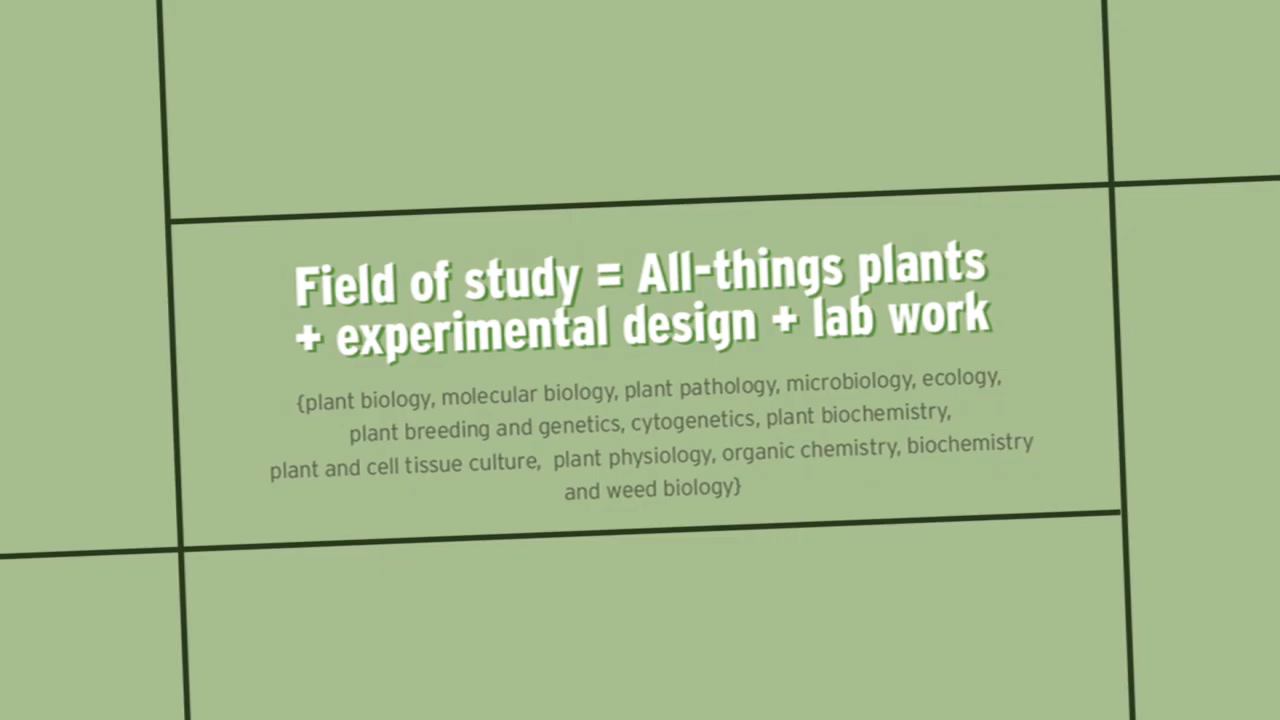 Field of study = All-things plants
+ experimental design + lab work
{plant biology, molecular biology, plant pathology, microbiology, ecology,
plant breeding and genetics, cytogenetics, plant biochemistry,
plant and cell tissue culture,  plant physiology, organic chemistry, biochemistry
and weed biology}